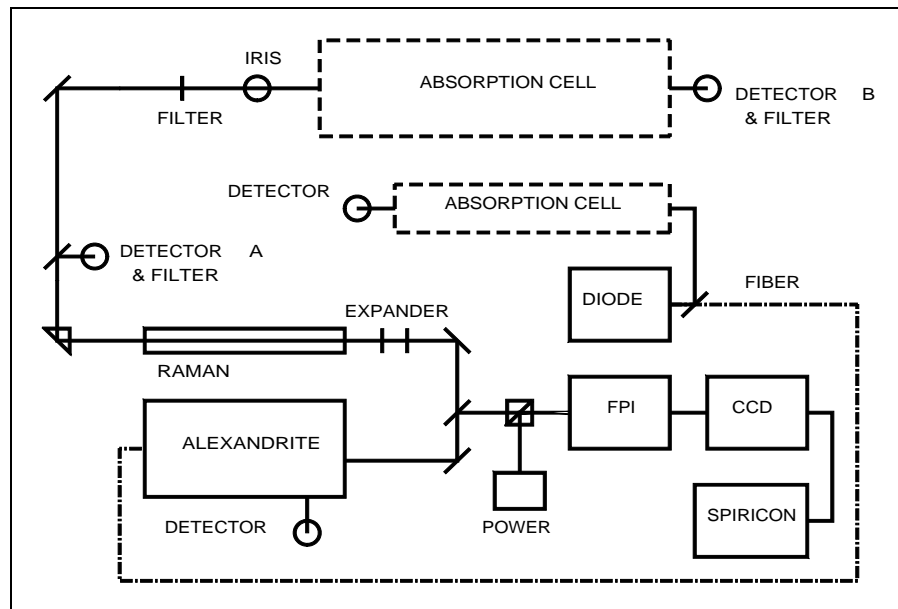 IRIS
ABSORPTION CELL
FILTER
DETECTOR B
& FILTER
DETECTOR
ABSORPTION CELL
DETECTOR A
& FILTER
DIODE
FIBER
EXPANDER
RAMAN
FPI
CCD
ALEXANDRITE
DETECTOR
POWER
SPIRICON